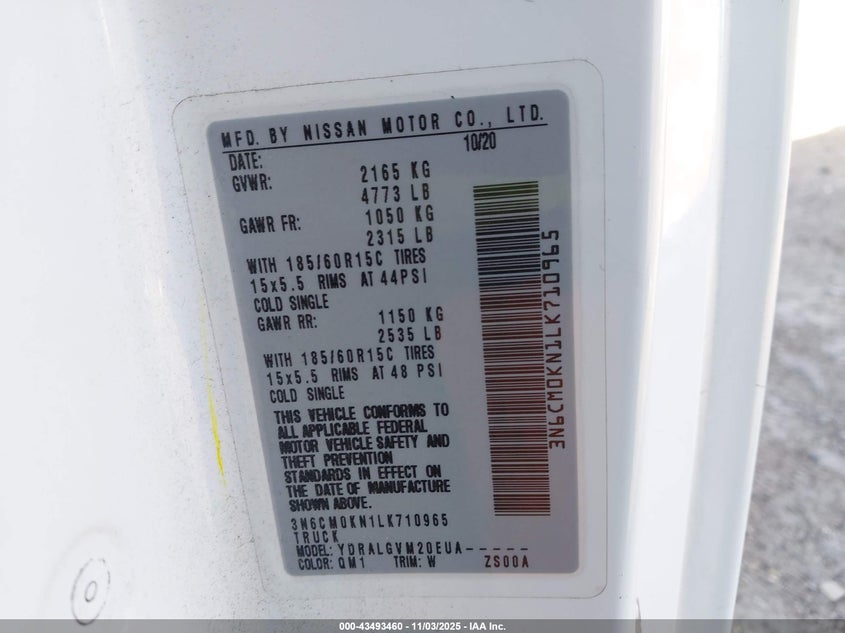 MFD. BY NISSAN MOTOR CO., LTD.
DATE: 10/20
GVWR: 2165 KG
4773 LB
GAWR FR: 1050 KG
2315 LB
WITH 185/60R15C TIRES
15x5.5 RIMS AT 44PSI
COLD SINGLE
GAWR RR: 1150 KG
2535 LB
WITH 185/60R15C TIRES
15x5.5 RIMS AT 48 PSI
COLD SINGLE
THIS VEHICLE CONFORMS TO
ALL APPLICABLE FEDERAL
MOTOR VEHICLE SAFETY AND
THEFT PREVENTION
STANDARDS IN EFFECT ON
THE DATE OF MANUFACTURE
SHOWN ABOVE.
3N6CM0KN1LK710965
TRUCK
MODEL: YDRALGVM20EUA-----
COLOR: QM1 TRIM: W ZS00A
3N6CM0KN1LK710965
000-43493460 - 11/03/2025 - IAA Inc.